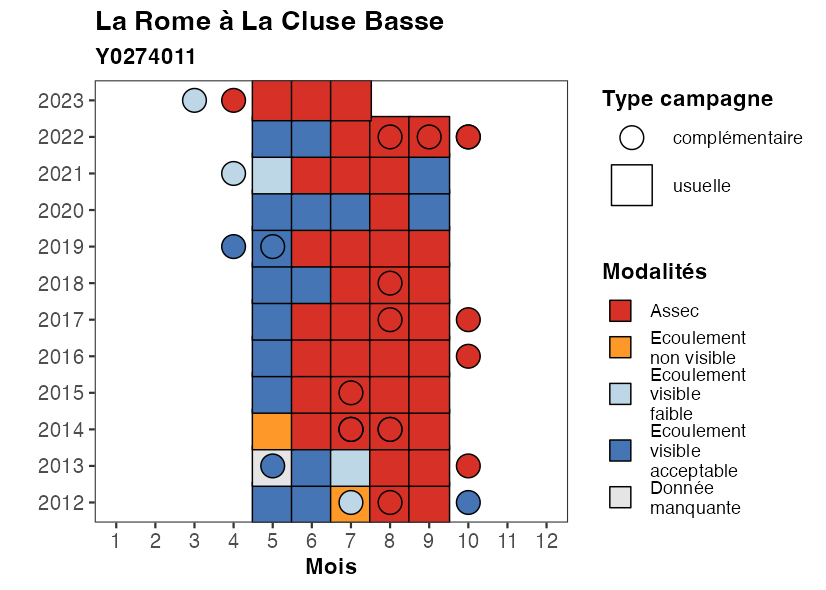 La Rome à La Cluse Basse
Y0274011
2023
2022
2021
2020
2019
2018
2017
2016
2015
2014
2013
2012
1 2 3 4 5 6 7 8 9 10 11 12
Mois
Type campagne
complémentaire
usuelle
Modalités
Assec
Ecoulement
non visible
Ecoulement
visible
faible
Ecoulement
visible
acceptable
Donnée
manquante